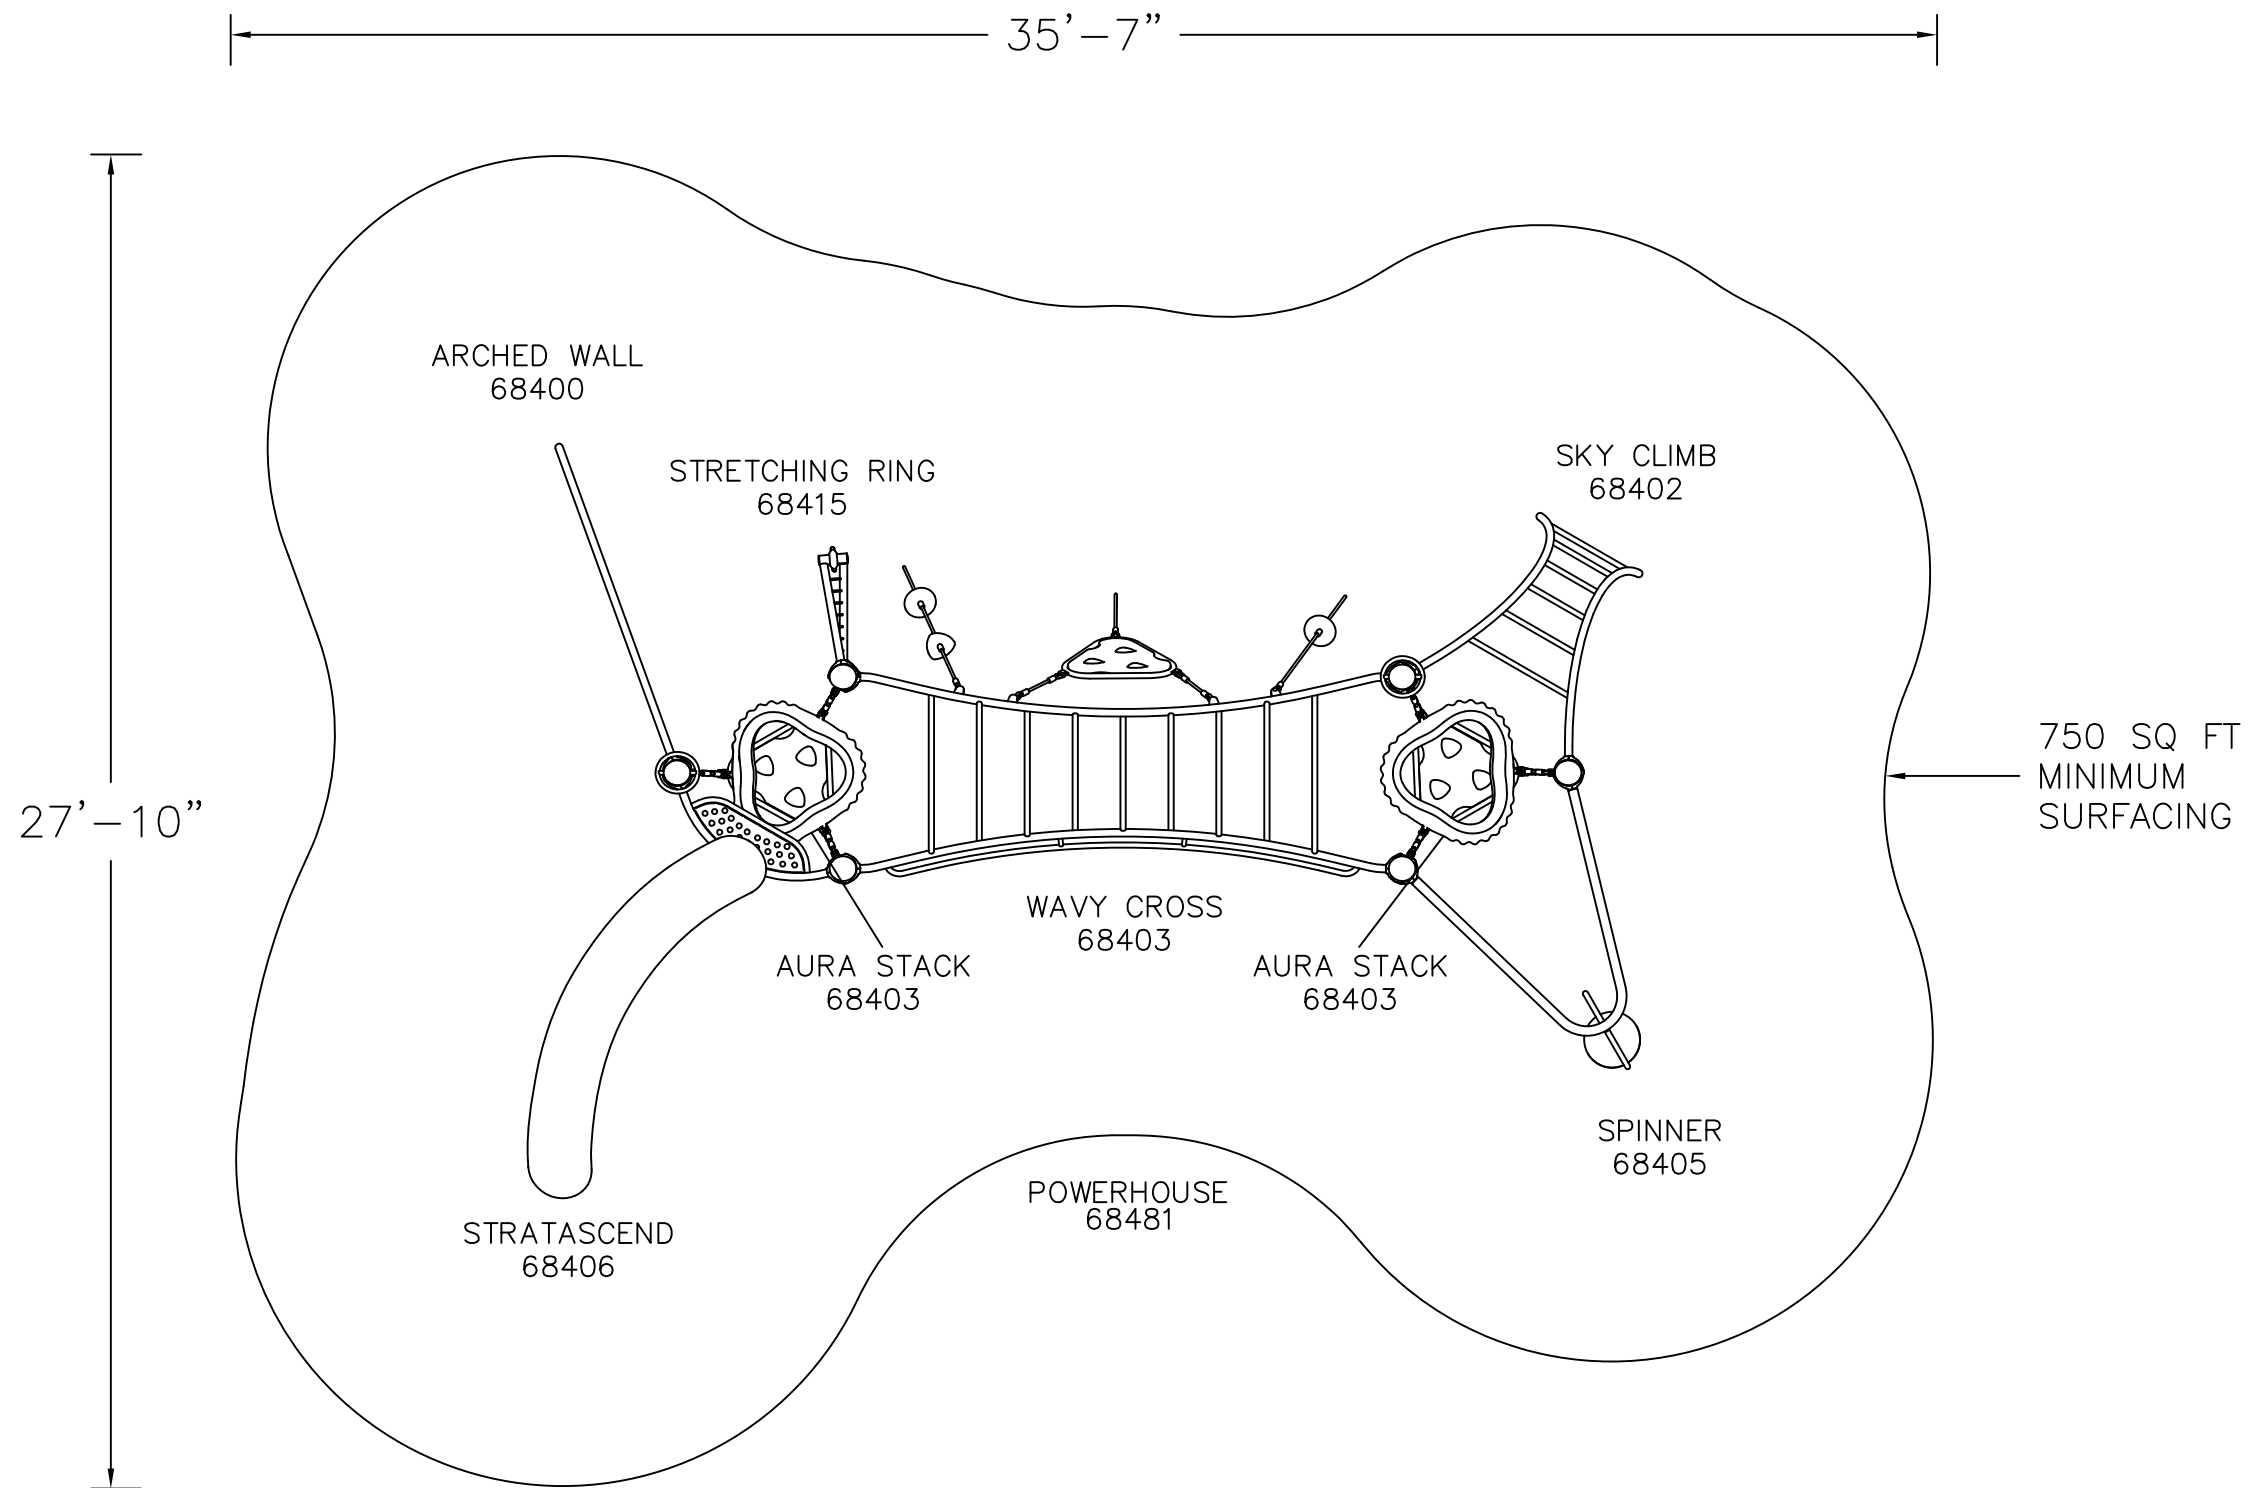 35'-7"
27'-10"
ARCHED WALL
68400
STRETCHING RING
68415
SKY CLIMB
68402
750 SQ FT
MINIMUM
SURFACING
WAVY CROSS
68403
AURA STACK
68403
AURA STACK
68403
SPINNER
68405
POWERHOUSE
68481
STRATASCEND
68406